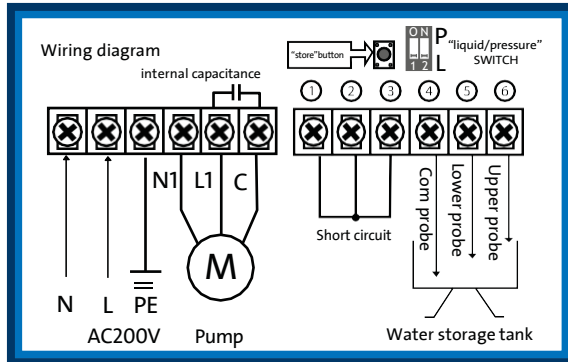 Wiring diagram
internal capacitance
"store"button
ON
1 2
P
L
"liquid/pressure"
SWITCH
1 2 3 4 5 6
N1 L1 C
M
N L PE
AC200V
Pump
Short circuit
Com probe
Lower probe
Upper probe
Water storage tank